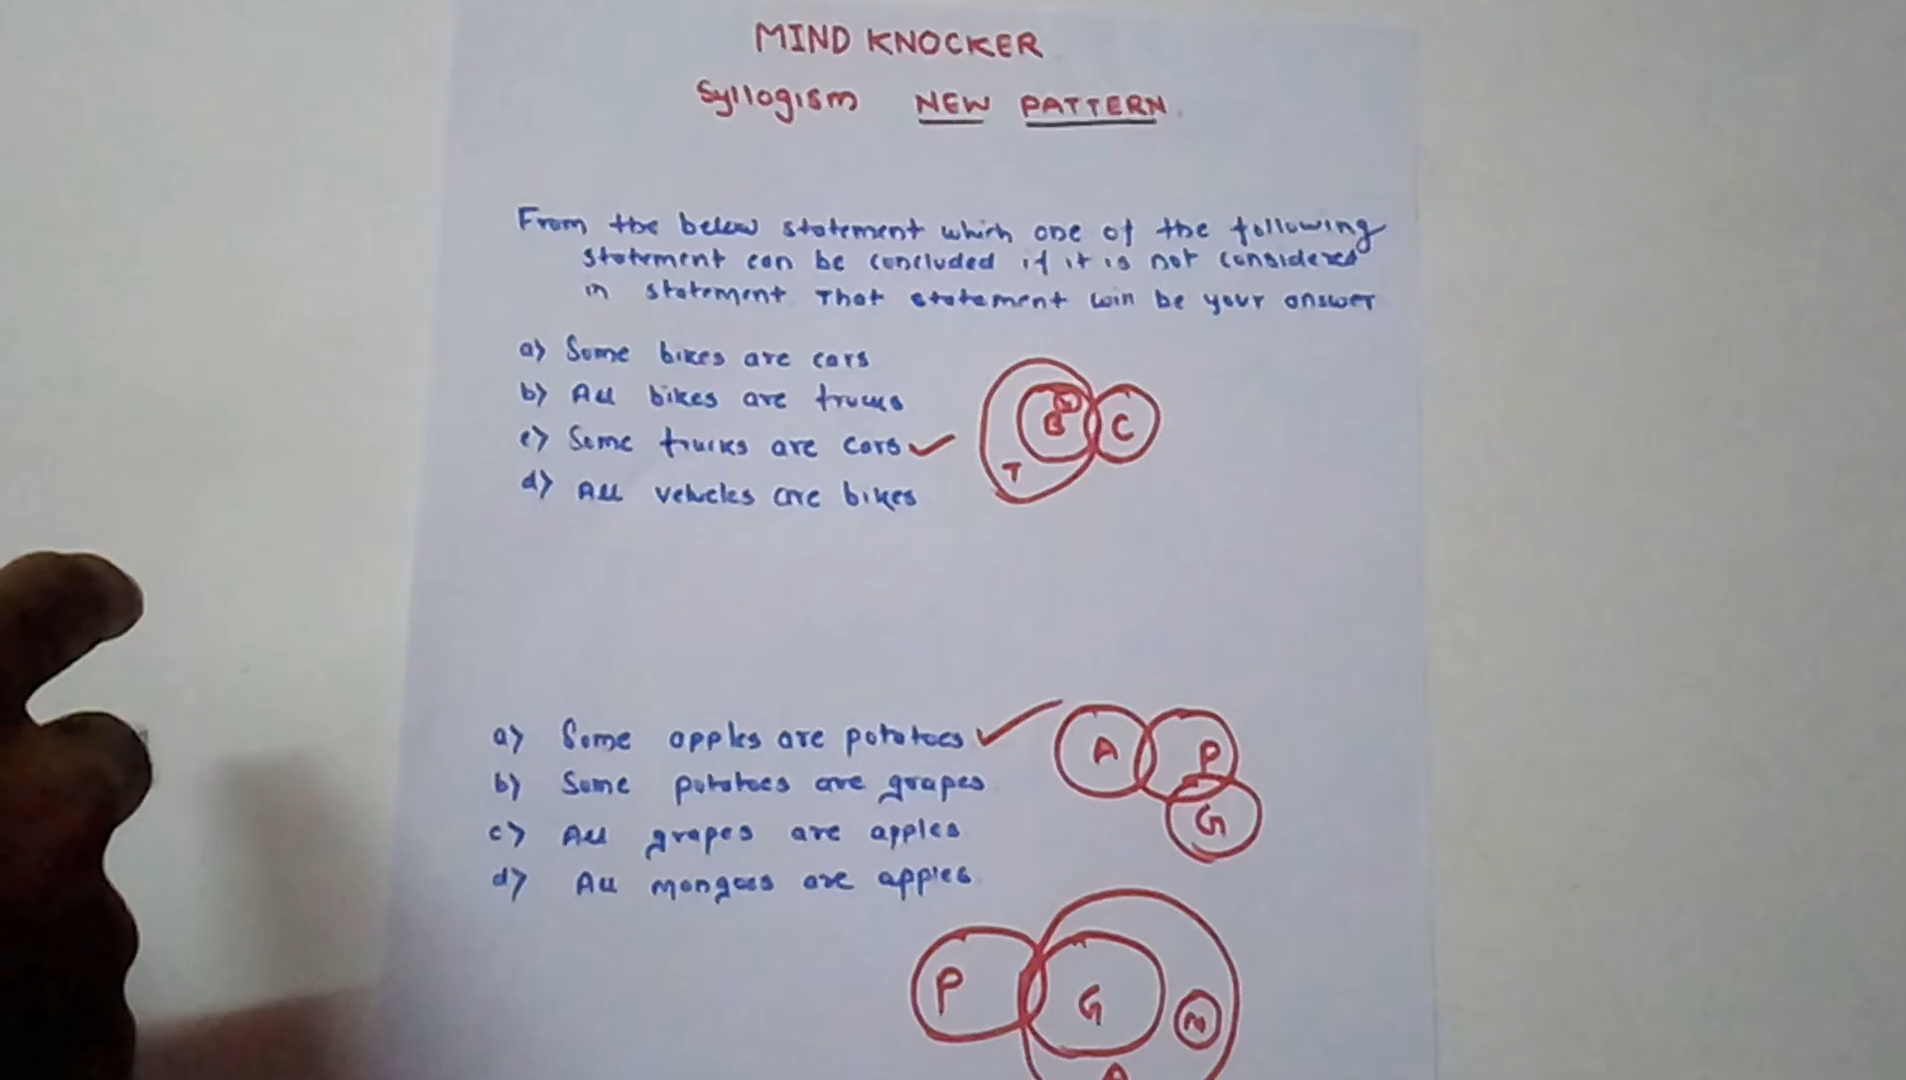 MIND KNOCKER
Syllogism NEW PATTERN.
From the below statement which one of the following
statement can be concluded if it is not considered
in statement That statement will be your answer
a) Some bikes are cars
b) All bikes are trucks
c) Some trucks are cars
T B V C
d) All vehicles are bikes
a) Some apples are potatoes
A P
b) Some potatoes are grapes
G
c) All grapes are apples
d) All mangoes are apples.
P G M
A